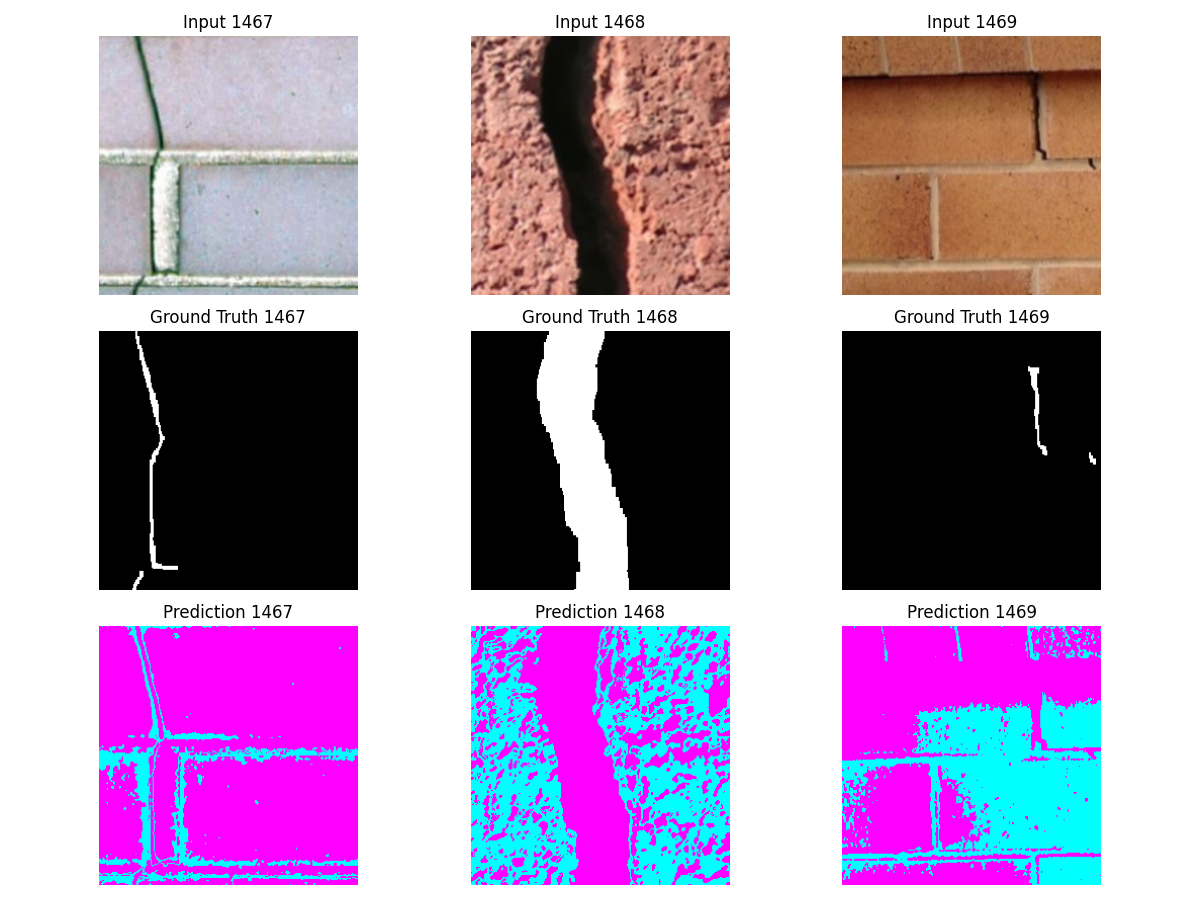 Input 1467
Input 1468
Input 1469
Ground Truth 1467
Ground Truth 1468
Ground Truth 1469
Prediction 1467
Prediction 1468
Prediction 1469